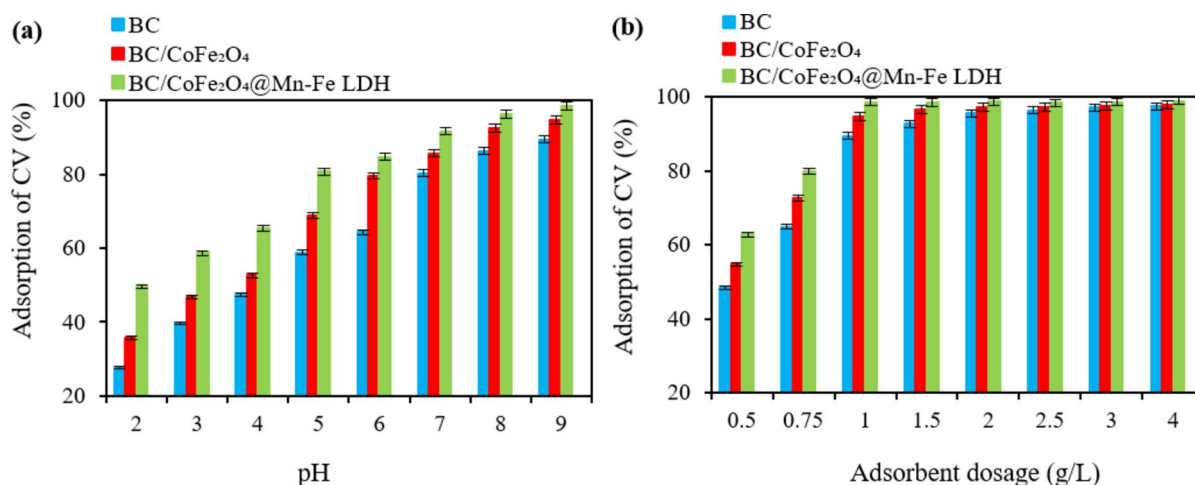 (a)
BC
BC/CoFe₂O₄
BC/CoFe₂O₄@Mn-Fe LDH
Adsorption of CV (%)
100
80
60
40
20
2 3 4 5 6 7 8 9
pH
(b)
BC
BC/CoFe₂O₄
BC/CoFe₂O₄@Mn-Fe LDH
Adsorption of CV (%)
100
80
60
40
20
0.5 0.75 1 1.5 2 2.5 3 4
Adsorbent dosage (g/L)